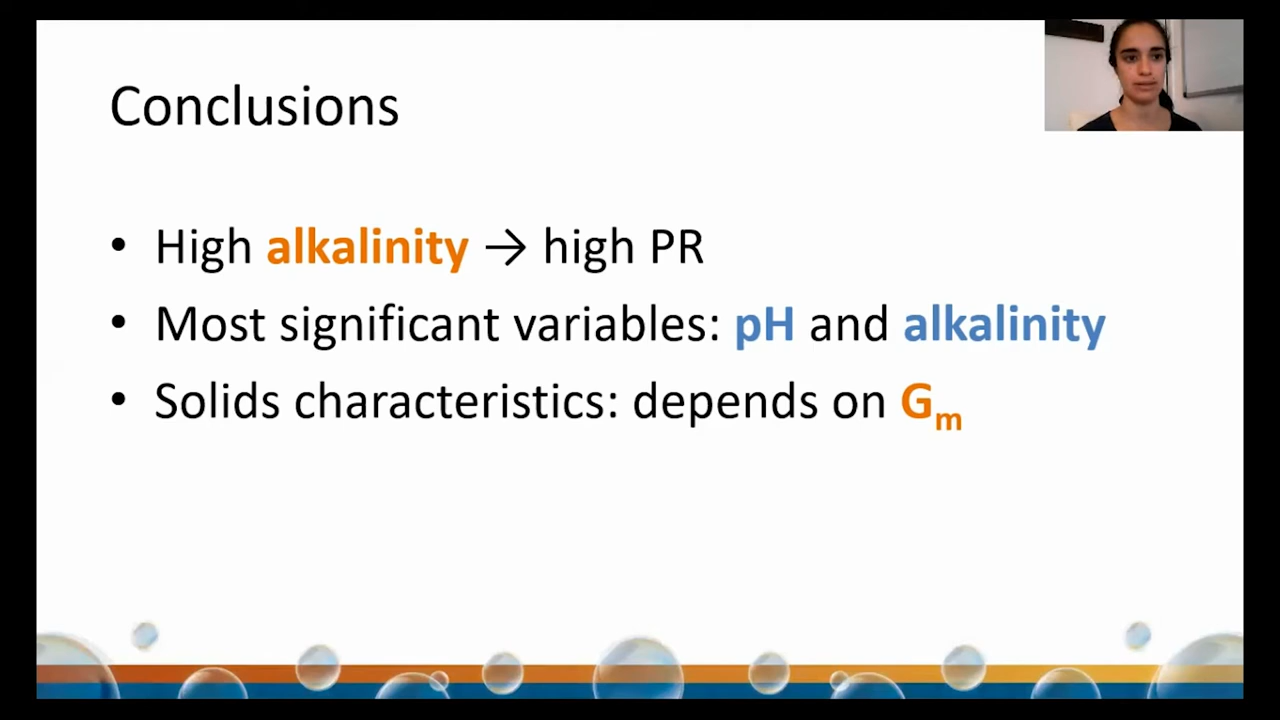 Conclusions
• High alkalinity → high PR
• Most significant variables: pH and alkalinity
• Solids characteristics: depends on Gm